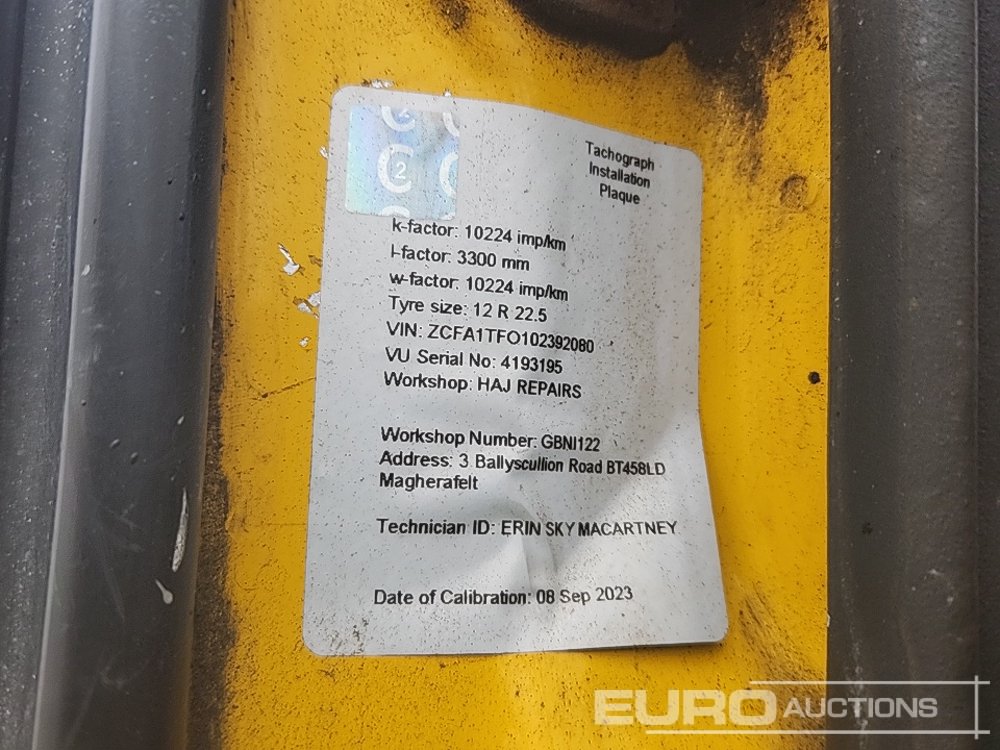 Tachograph
Installation
Plaque
2
k-factor: 10224 imp/km
l-factor: 3300 mm
w-factor: 10224 imp/km
Tyre size: 12 R 22.5
VIN: ZCFA1TFO102392080
VU Serial No: 4193195
Workshop: HAJ REPAIRS
Workshop Number: GBNI122
Address: 3 Ballyscullion Road BT458LD
Magherafelt
Technician ID: ERIN SKY MACARTNEY
Date of Calibration: 08 Sep 2023
EURO AUCTIONS